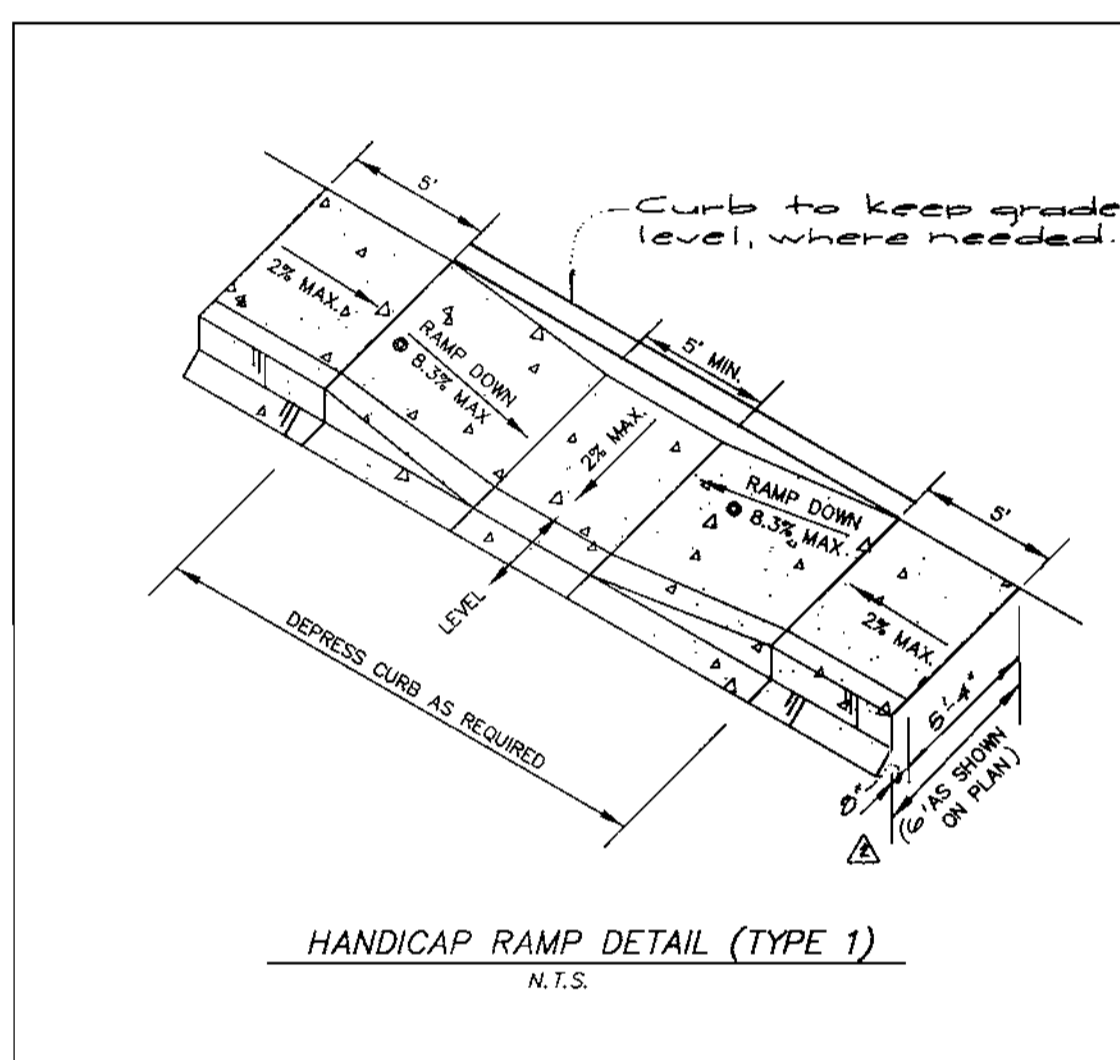 5'
Curb to keep grade
level, where needed.
2% MAX.
RAMP DOWN
@ 8.3% MAX
5' MIN.
2% MAX.
RAMP DOWN
@ 8.3% MAX.
5'
2% MAX.
LEVEL
DEPRESS CURB AS REQUIRED
8"
5'-4"
(6' AS SHOWN
ON PLAN)
HANDICAP RAMP DETAIL (TYPE 1)
N.T.S.